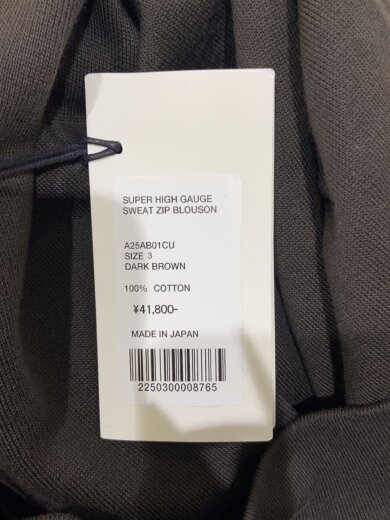 SUPER HIGH GAUGE
SWEAT ZIP BLOUSON
A25AB01CU
SIZE 3
DARK BROWN
100% COTTON
¥41,800-
MADE IN JAPAN
2250300008765